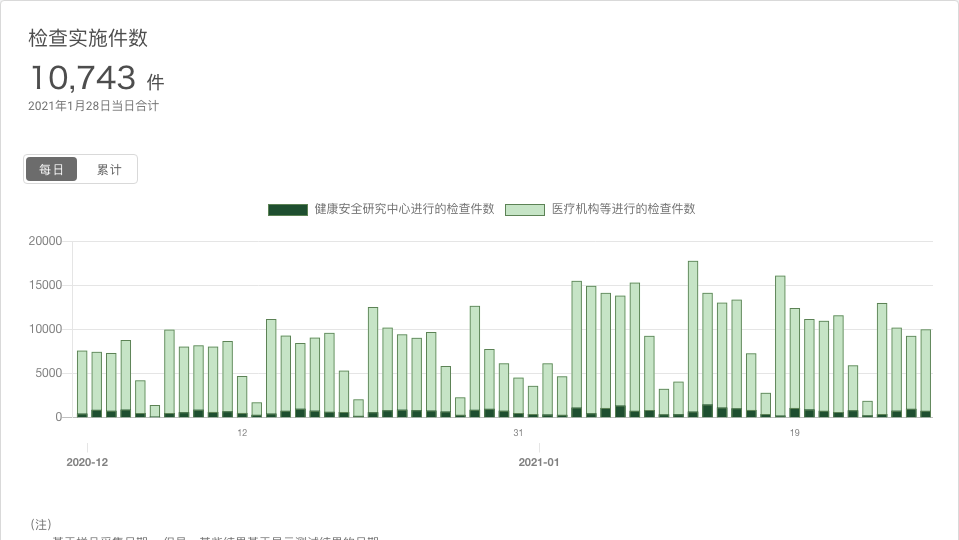 检查实施件数
10,743 件
2021年1月28日当日合计
每日 累计
健康安全研究中心进行的检查件数 医疗机构等进行的检查件数
20000
15000
10000
5000
0
12 31 19
2020-12 2021-01
（注）